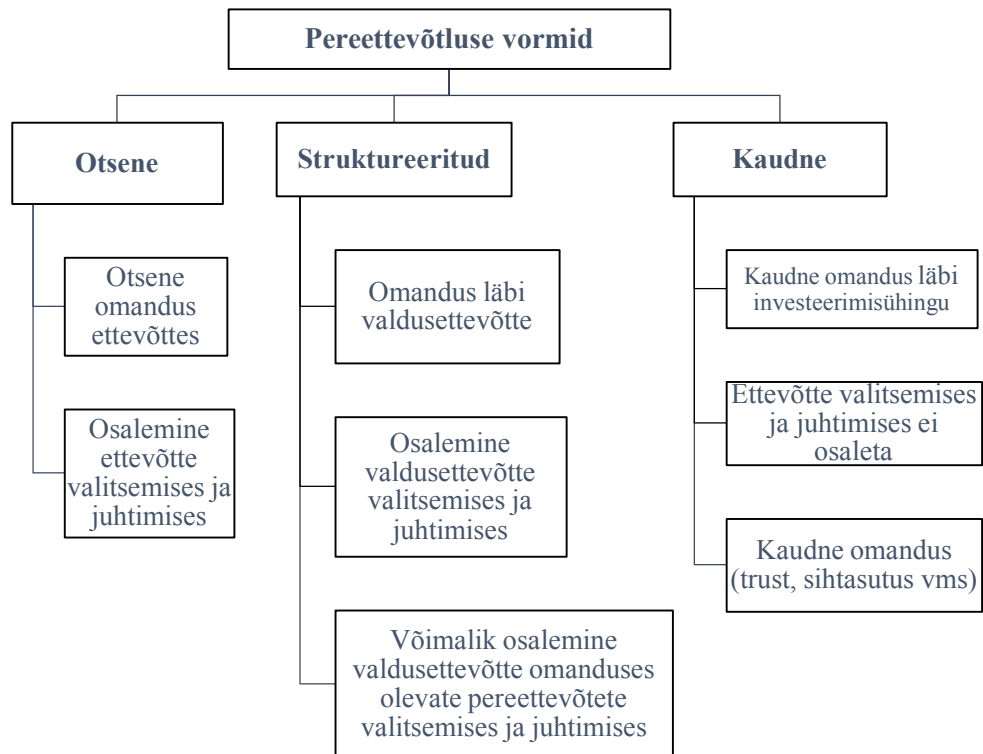 Pereettevõtluse vormid
Otsene
Otsene
omandus
ettevõttes
Osalemine
ettevõtte
valitsemises ja
juhtimises
Struktureeritud
Omandus läbi
valdusettevõtte
Osalemine
valdusettevõtte
valitsemises ja
juhtimises
Võimalik osalemine
valdusettevõtte omanduses
olevate pereettevõtete
valitsemises ja juhtimises
Kaudne
Kaudne omandus läbi
investeerimisühingu
Ettevõtte valitsemises
ja juhtimises ei
osaleta
Kaudne omandus
(trust, sihtasutus vms)